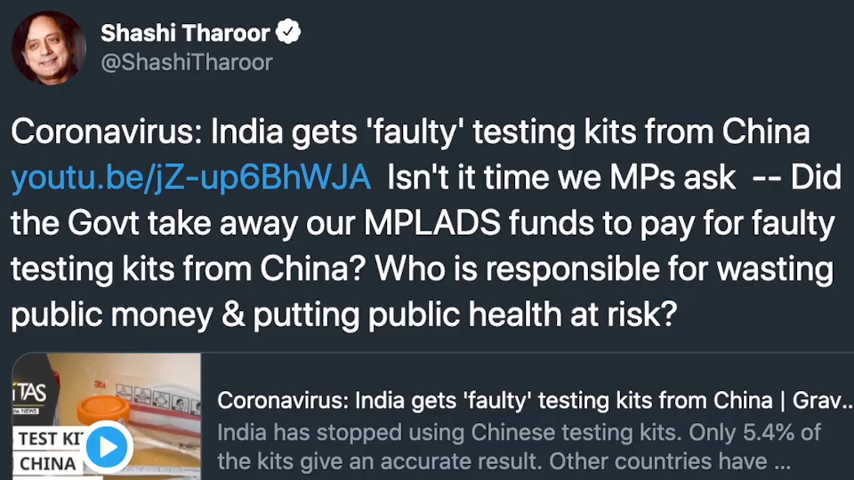 Shashi Tharoor
@ShashiTharoor
Coronavirus: India gets 'faulty' testing kits from China
youtu.be/jZ-up6BhWJA Isn't it time we MPs ask -- Did
the Govt take away our MPLADS funds to pay for faulty
testing kits from China? Who is responsible for wasting
public money & putting public health at risk?
TAS
NEWS
3M
TEST KI
CHINA
Coronavirus: India gets 'faulty' testing kits from China | Grav...
India has stopped using Chinese testing kits. Only 5.4% of
the kits give an accurate result. Other countries have ...